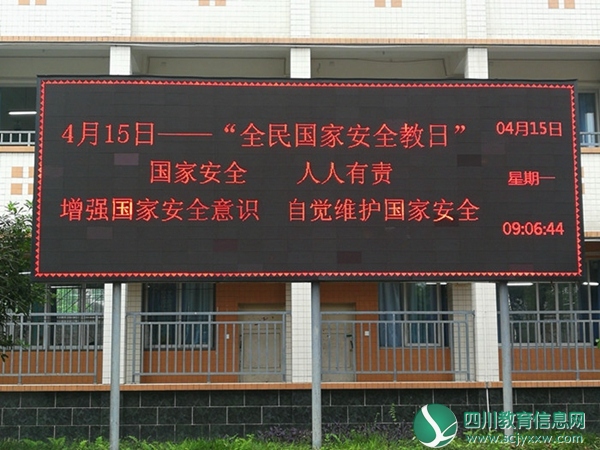 4月15日——“全民国家安全教日”
国家安全 人人有责
增强国家安全意识 自觉维护国家安全
04月15日
星期一
09:06:44
四川教育信息网
www.scjyxxw.com